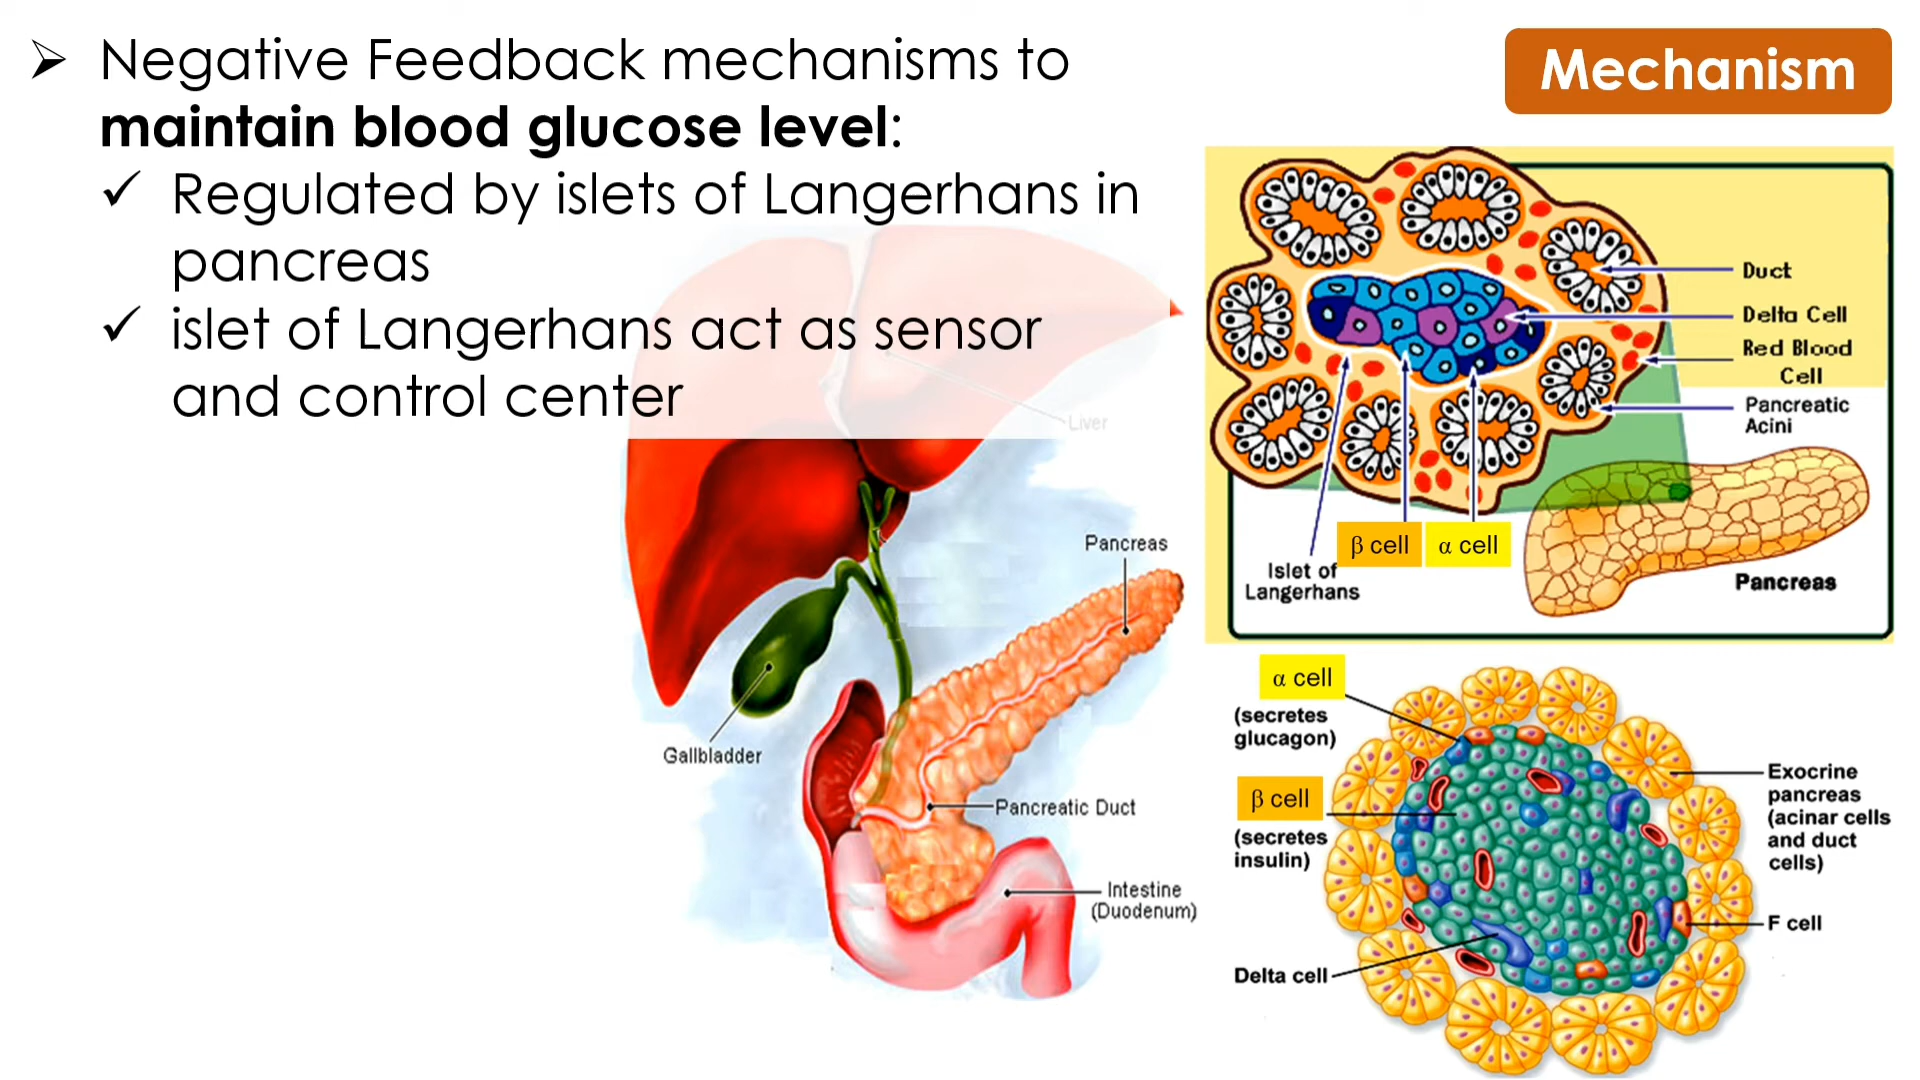 ➢ Negative Feedback mechanisms to
maintain blood glucose level:
✓ Regulated by islets of Langerhans in
pancreas
✓ islet of Langerhans act as sensor
and control center
Mechanism
Liver
Pancreas
Gallbladder
Pancreatic Duct
Intestine
(Duodenum)
Duct
Delta Cell
Red Blood
Cell
Pancreatic
Acini
β cell
α cell
Islet of
Langerhans
Pancreas
α cell
(secretes
glucagon)
β cell
(secretes
insulin)
Delta cell
Exocrine
pancreas
(acinar cells
and duct
cells)
F cell